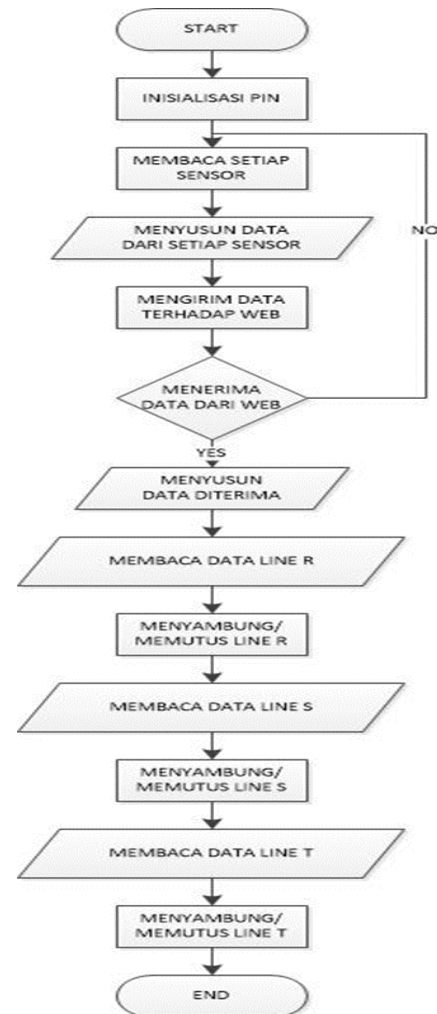 START
INISIALISASI PIN
MEMBACA SETIAP
SENSOR
MENYUSUN DATA
DARI SETIAP SENSOR
NO
MENGIRIM DATA
TERHADAP WEB
MENERIMA
DATA DARI WEB
YES
MENYUSUN
DATA DITERIMA
MEMBACA DATA LINE R
MENYAMBUNG/
MEMUTUS LINE R
MEMBACA DATA LINE S
MENYAMBUNG/
MEMUTUS LINE S
MEMBACA DATA LINE T
MENYAMBUNG/
MEMUTUS LINE T
END